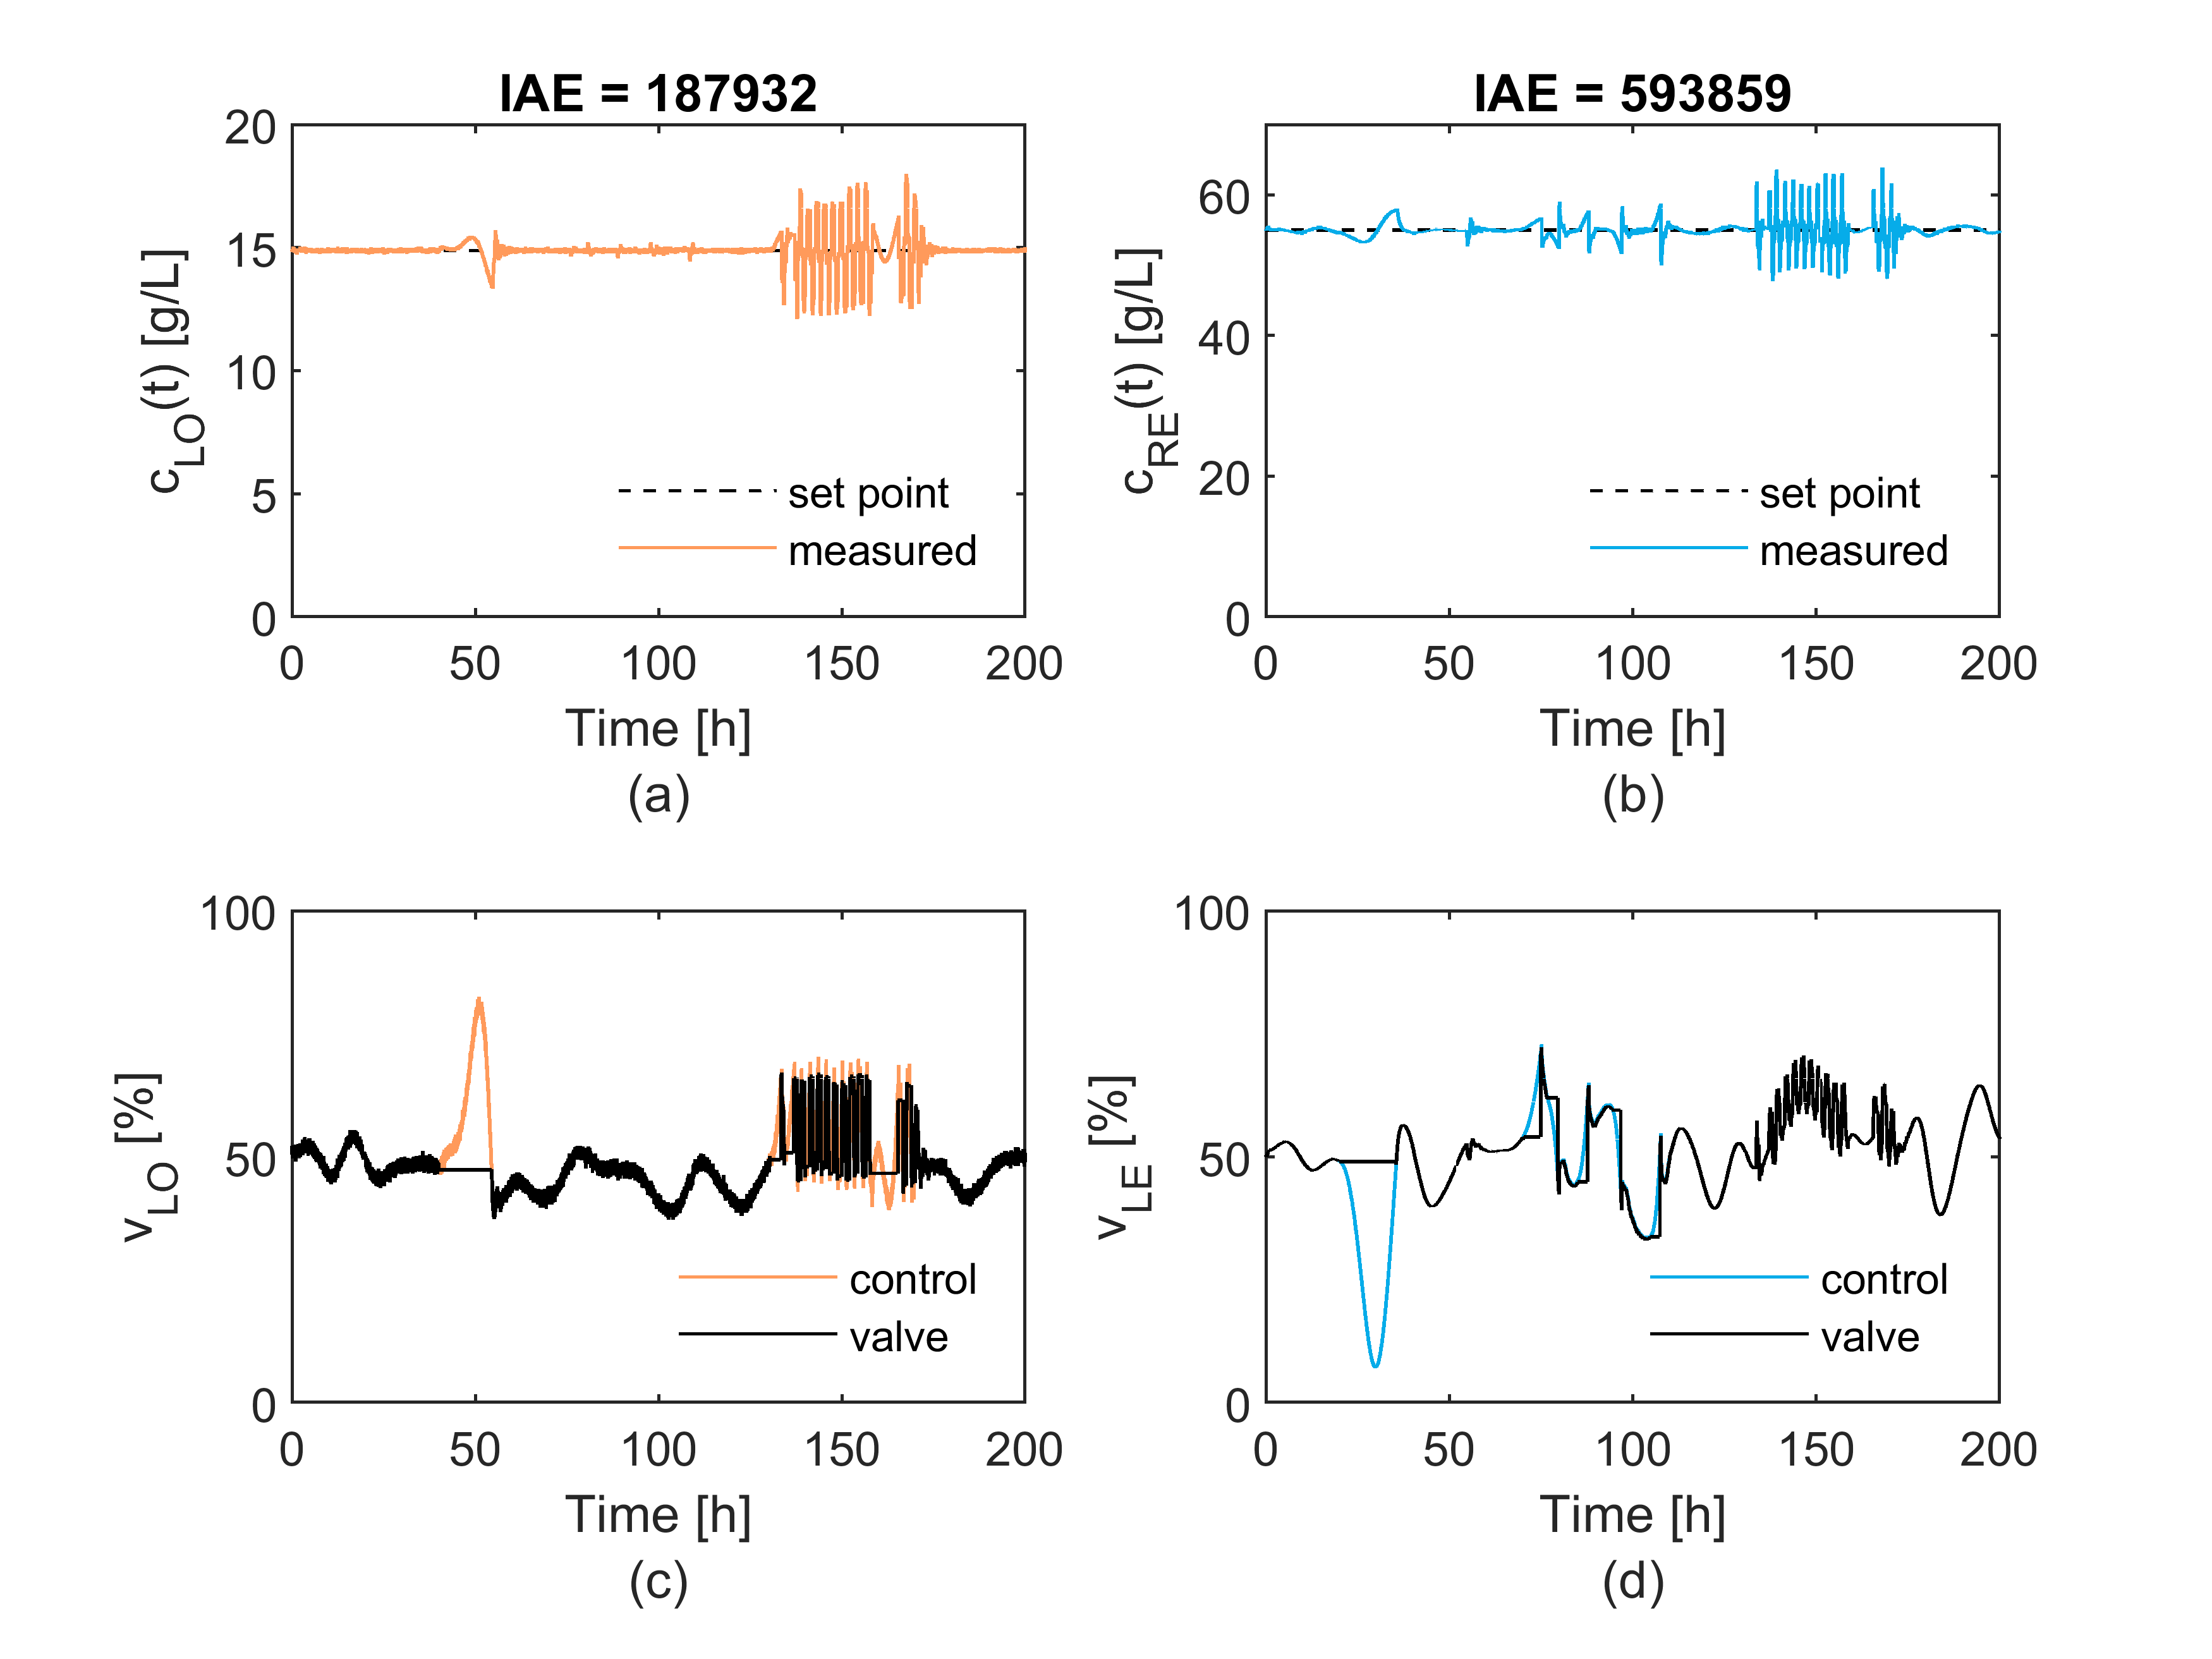 IAE = 187932
20
15
10
5
0
c_LO(t) [g/L]
set point
measured
0 50 100 150 200
Time [h]
(a)
IAE = 593859
60
40
20
0
c_RE(t) [g/L]
set point
measured
0 50 100 150 200
Time [h]
(b)
100
50
0
v_LO [%]
control
valve
0 50 100 150 200
Time [h]
(c)
100
50
0
v_LE [%]
control
valve
0 50 100 150 200
Time [h]
(d)